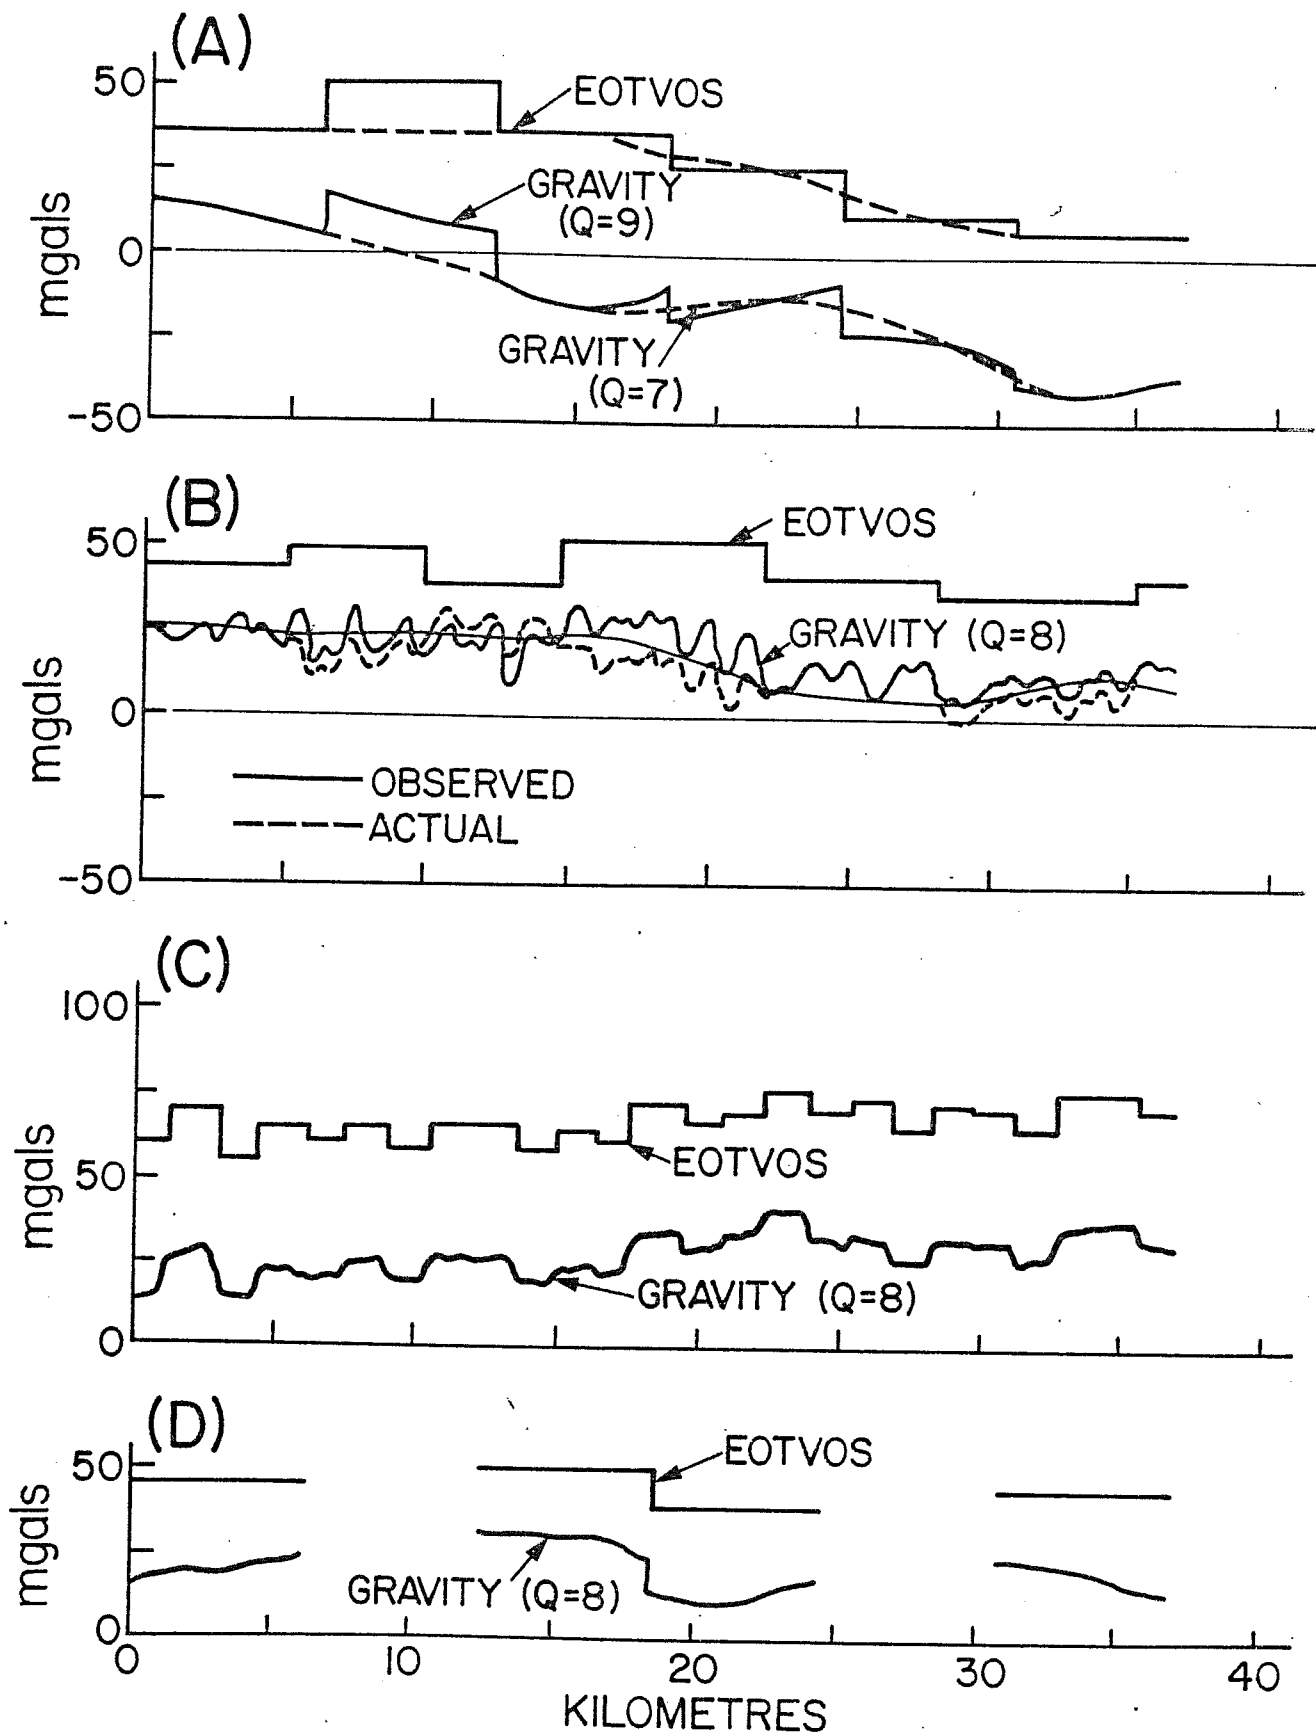 (A)
50
EOTVOS
GRAVITY
(Q=9)
mgals
0
GRAVITY
(Q=7)
-50
(B)
50
EOTVOS
GRAVITY (Q=8)
mgals
0
OBSERVED
ACTUAL
-50
(C)
100
mgals
50
EOTVOS
GRAVITY (Q=8)
0
(D)
50
EOTVOS
mgals
GRAVITY (Q=8)
0
0 10 20 30 40
KILOMETRES